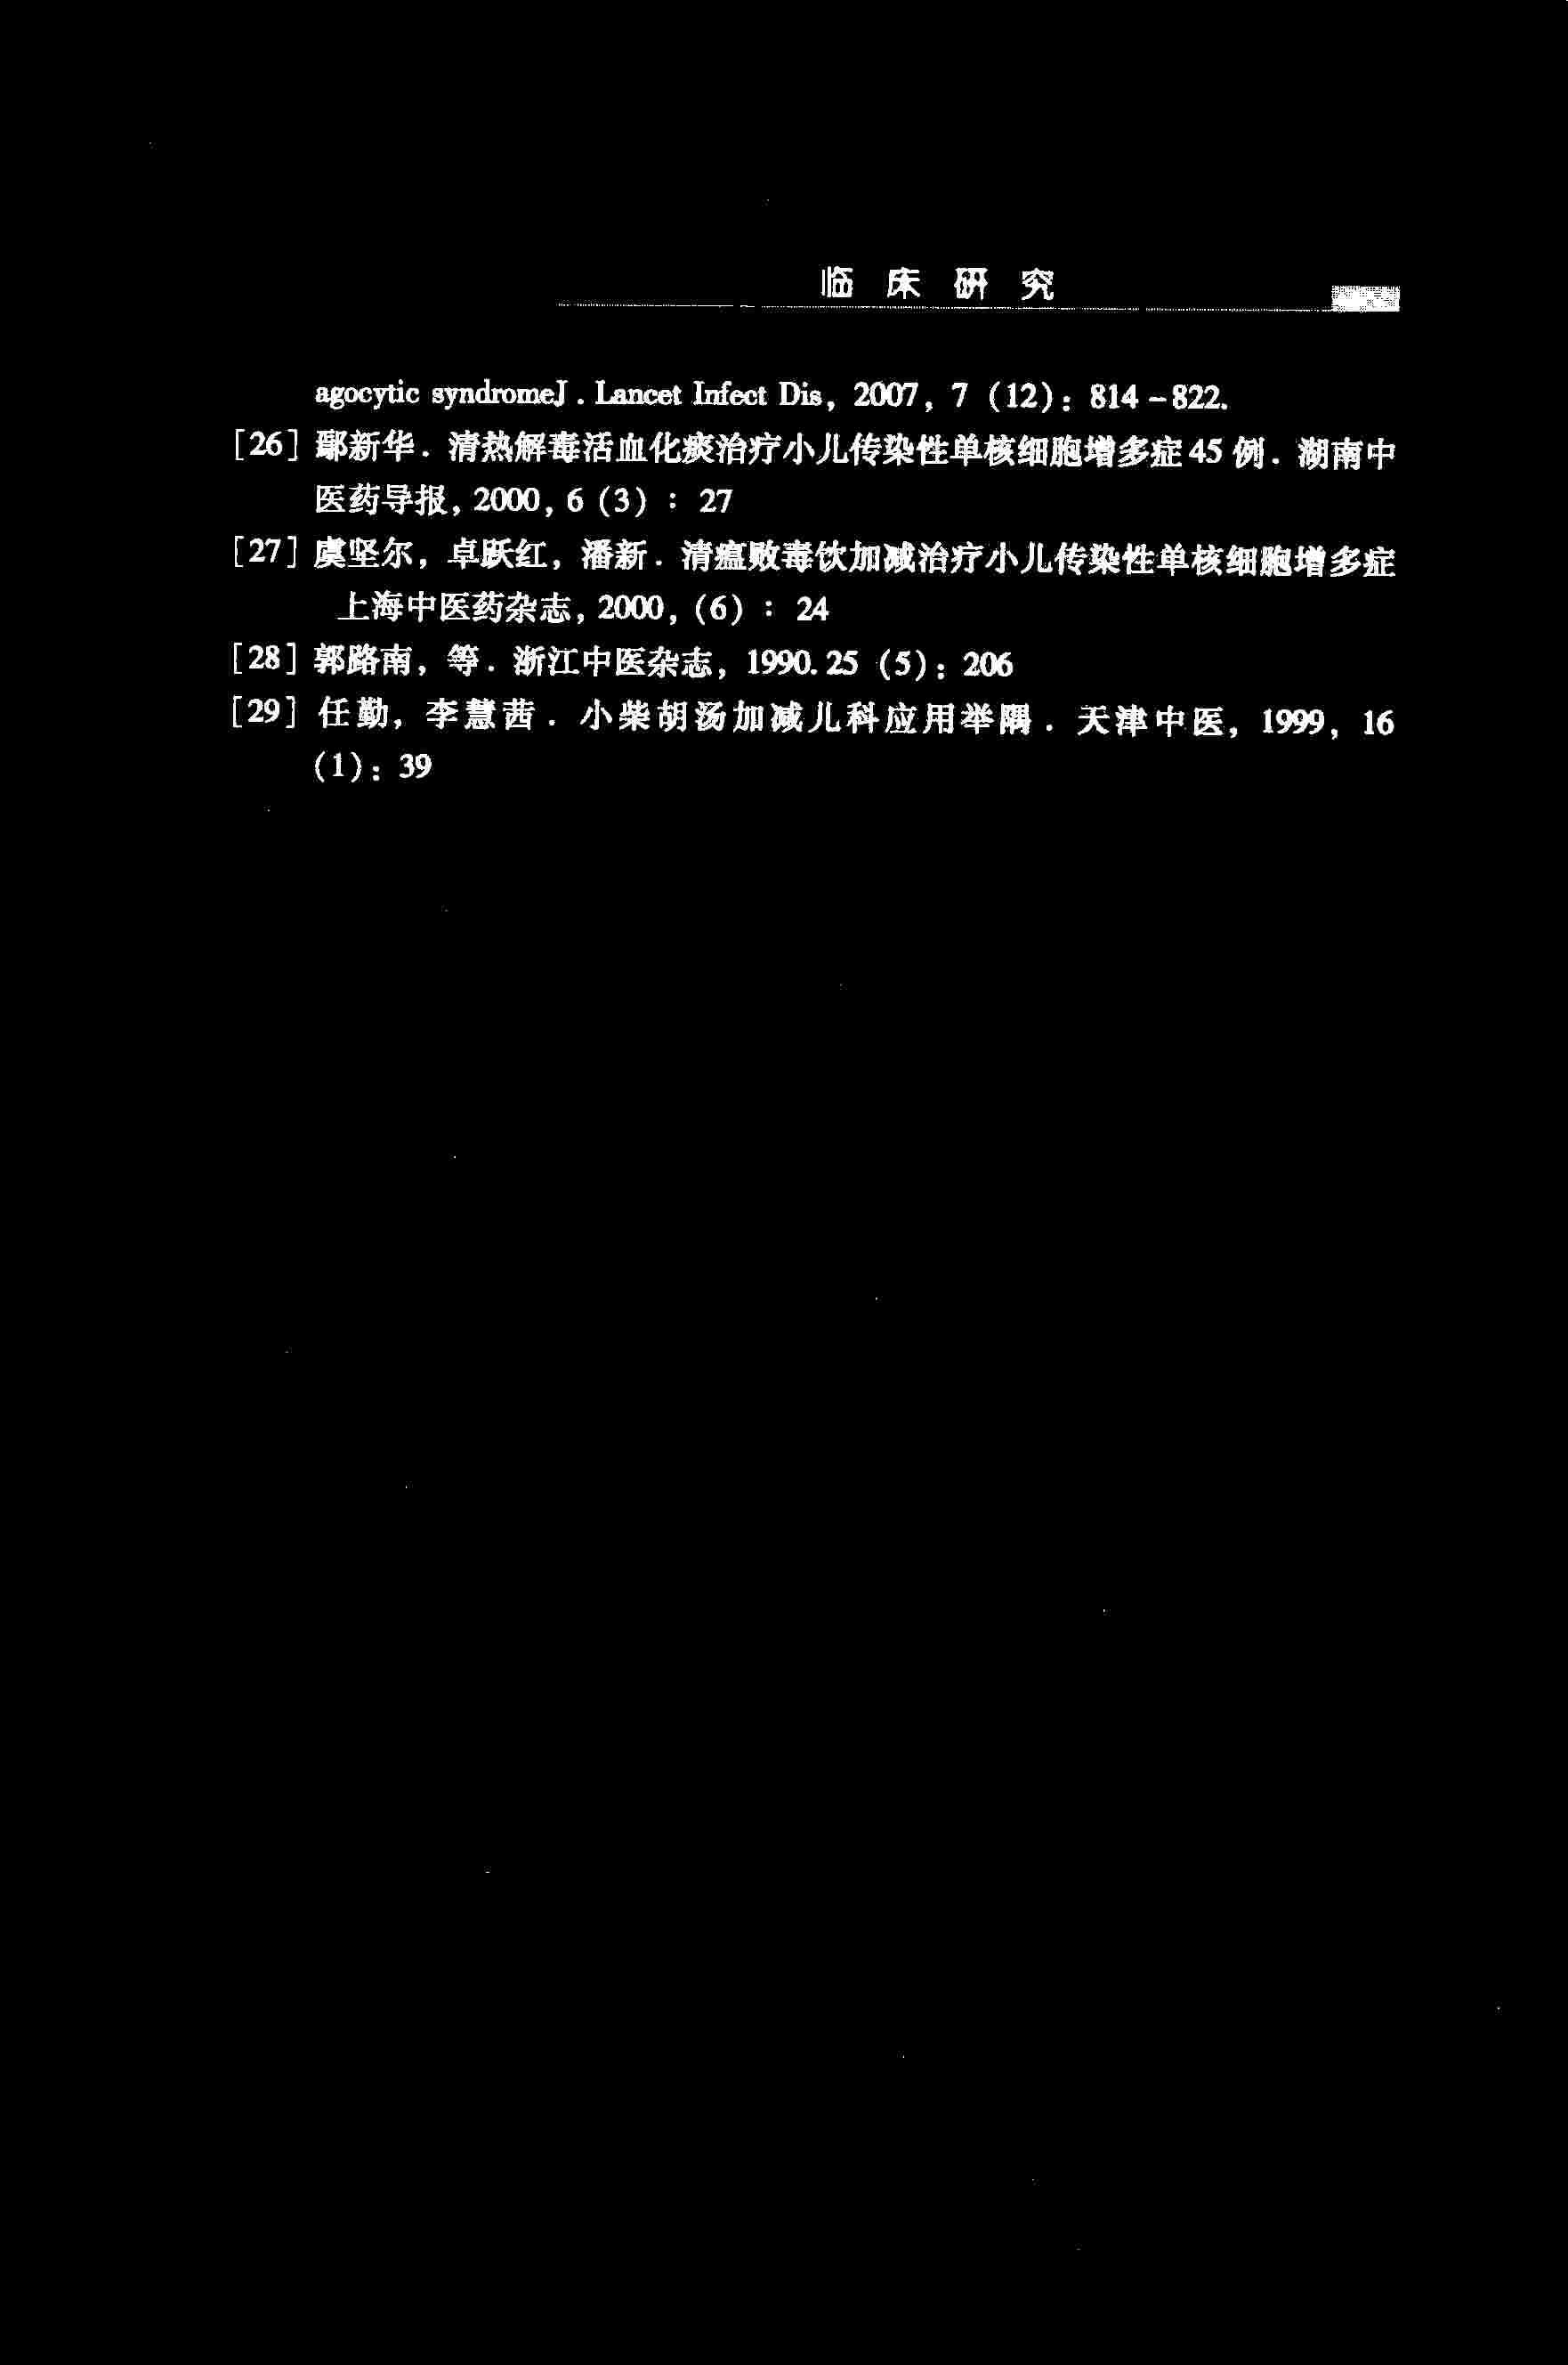 临床研究
agocytic syndromeJ . Lancet Infect Dis, 2007, 7 (12): 814 - 822.
[26] 鄢新华. 清热解毒活血化瘀治疗小儿传染性单核细胞增多症 45 例. 湖南中
医药导报, 2000, 6 (3) : 27
[27] 虞坚尔, 卓跃红, 潘新. 清瘟败毒饮加减治疗小儿传染性单核细胞增多症
上海中医药杂志, 2000, (6) : 24
[28] 郭路南, 等. 浙江中医杂志, 1990. 25 (5): 206
[29] 任勤, 李慧茜. 小柴胡汤加减儿科应用举隅. 天津中医, 1999, 16
(1): 39